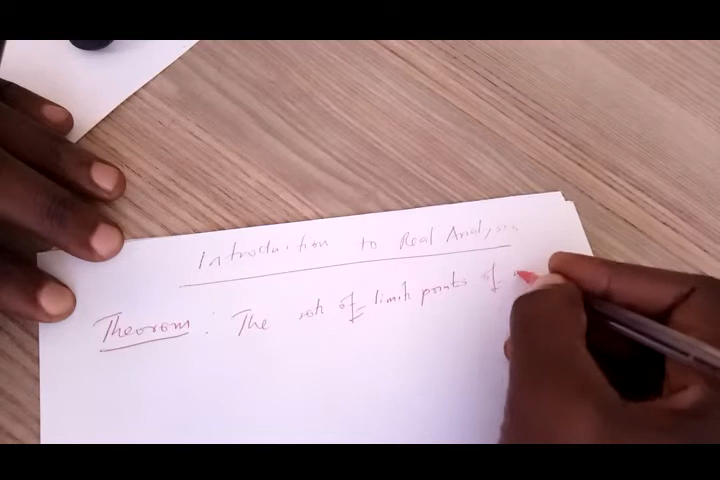 Introduction to Real Analysis
Theorem : The set of limit points of